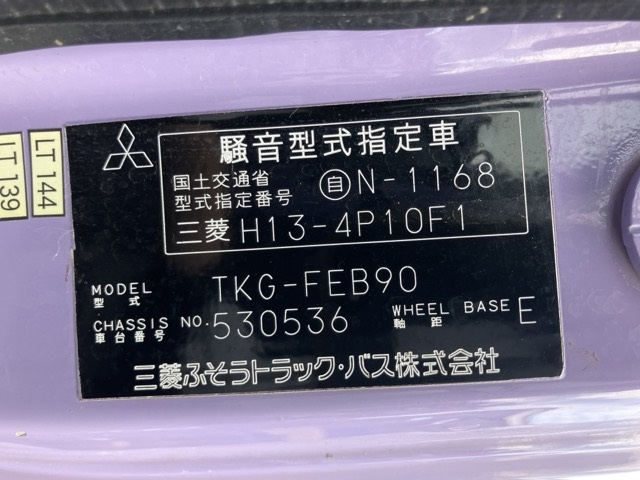 騒音型式指定車
国土交通省
型式指定番号
自 N-1168
三菱 H13-4P10F1
MODEL
型式
TKG-FEB90
CHASSIS NO.
車台番号
530536
WHEEL BASE
軸距
E
三菱ふそうトラック・バス株式会社
LT 144
LT 139